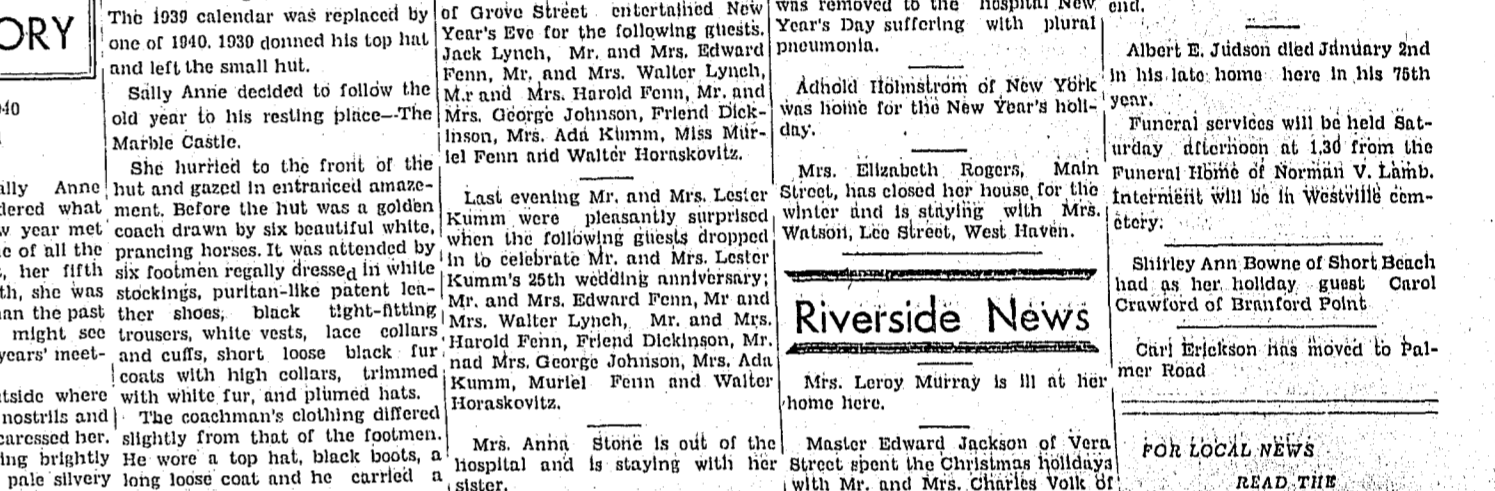 ORY
40
ally Anne
dered what
w year met
e of all the
, her fifth
th, she was
an the past
might see
years' meet-
tside where
nostrils and
caressed her.
ing brightly
pale silvery
The 1939 calendar was replaced by
one of 1940. 1939 donned his top hat
and left the small hut.
Sally Anne decided to follow the
old year to his resting place--The
Marble Castle.
She hurried to the front of the
hut and gazed in entranced amaze-
ment. Before the hut was a golden
coach drawn by six beautiful white,
prancing horses. It was attended by
six footmen regally dressed in white
stockings, puritan-like patent lea-
ther shoes, black tight-fitting
trousers, white vests, lace collars
and cuffs, short loose black fur
coats with high collars, trimmed
with white fur, and plumed hats.
The coachman's clothing differed
slightly from that of the footmen.
He wore a top hat, black boots, a
long loose coat and he carried a
of Grove Street entertained New
Year's Eve for the following guests.
Jack Lynch, Mr. and Mrs. Edward
Fenn, Mr. and Mrs. Walter Lynch,
M.r and Mrs. Harold Fenn, Mr. and
Mrs. George Johnson, Friend Dick-
inson, Mrs. Ada Kumm, Miss Mur-
iel Fenn and Walter Horaskovitz.
Last evening Mr. and Mrs. Lester
Kumm were pleasantly surprised
when the following guests dropped
in to celebrate Mr. and Mrs. Lester
Kumm's 25th wedding anniversary;
Mr. and Mrs. Edward Fenn, Mr and
Mrs. Walter Lynch, Mr. and Mrs.
Harold Fenn, Friend Dickinson, Mr.
nad Mrs. George Johnson, Mrs. Ada
Kumm, Muriel Fenn and Walter
Horaskovitz.
Mrs. Anna Stone is out of the
hospital and is staying with her
sister.
was removed to the hospital New
Year's Day suffering with plural
pneumonia.
Adhold Holmstrom of New York
was home for the New Year's holi-
day.
Mrs. Elizabeth Rogers, Main
Street, has closed her house for the
winter and is staying with Mrs.
Watson, Lee Street, West Haven.
Riverside News
Mrs. Leroy Murray is ill at her
home here.
Master Edward Jackson of Vera
Street spent the Christmas holidays
with Mr. and Mrs. Charles Volk of
end.
Albert E. Judson died January 2nd
in his late home here in his 75th
year.
Funeral services will be held Sat-
urday afternoon at 1.30 from the
Funeral Home of Norman V. Lamb.
Interment will be in Westville cem-
etery.
Shirley Ann Bowne of Short Beach
had as her holiday guest Carol
Crawford of Branford Point
Carl Erickson has moved to Pal-
mer Road
FOR LOCAL NEWS
READ THE